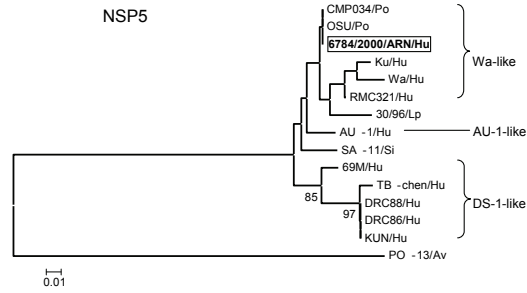 NSP5
CMP034/Po
OSU/Po
6784/2000/ARN/Hu
Ku/Hu
Wa/Hu
RMC321/Hu
Wa-like
30/96/Lp
AU -1/Hu
AU-1-like
SA -11/Si
69M/Hu
85
TB -chen/Hu
DRC88/Hu
97
DRC86/Hu
DS-1-like
KUN/Hu
PO -13/Av
0.01